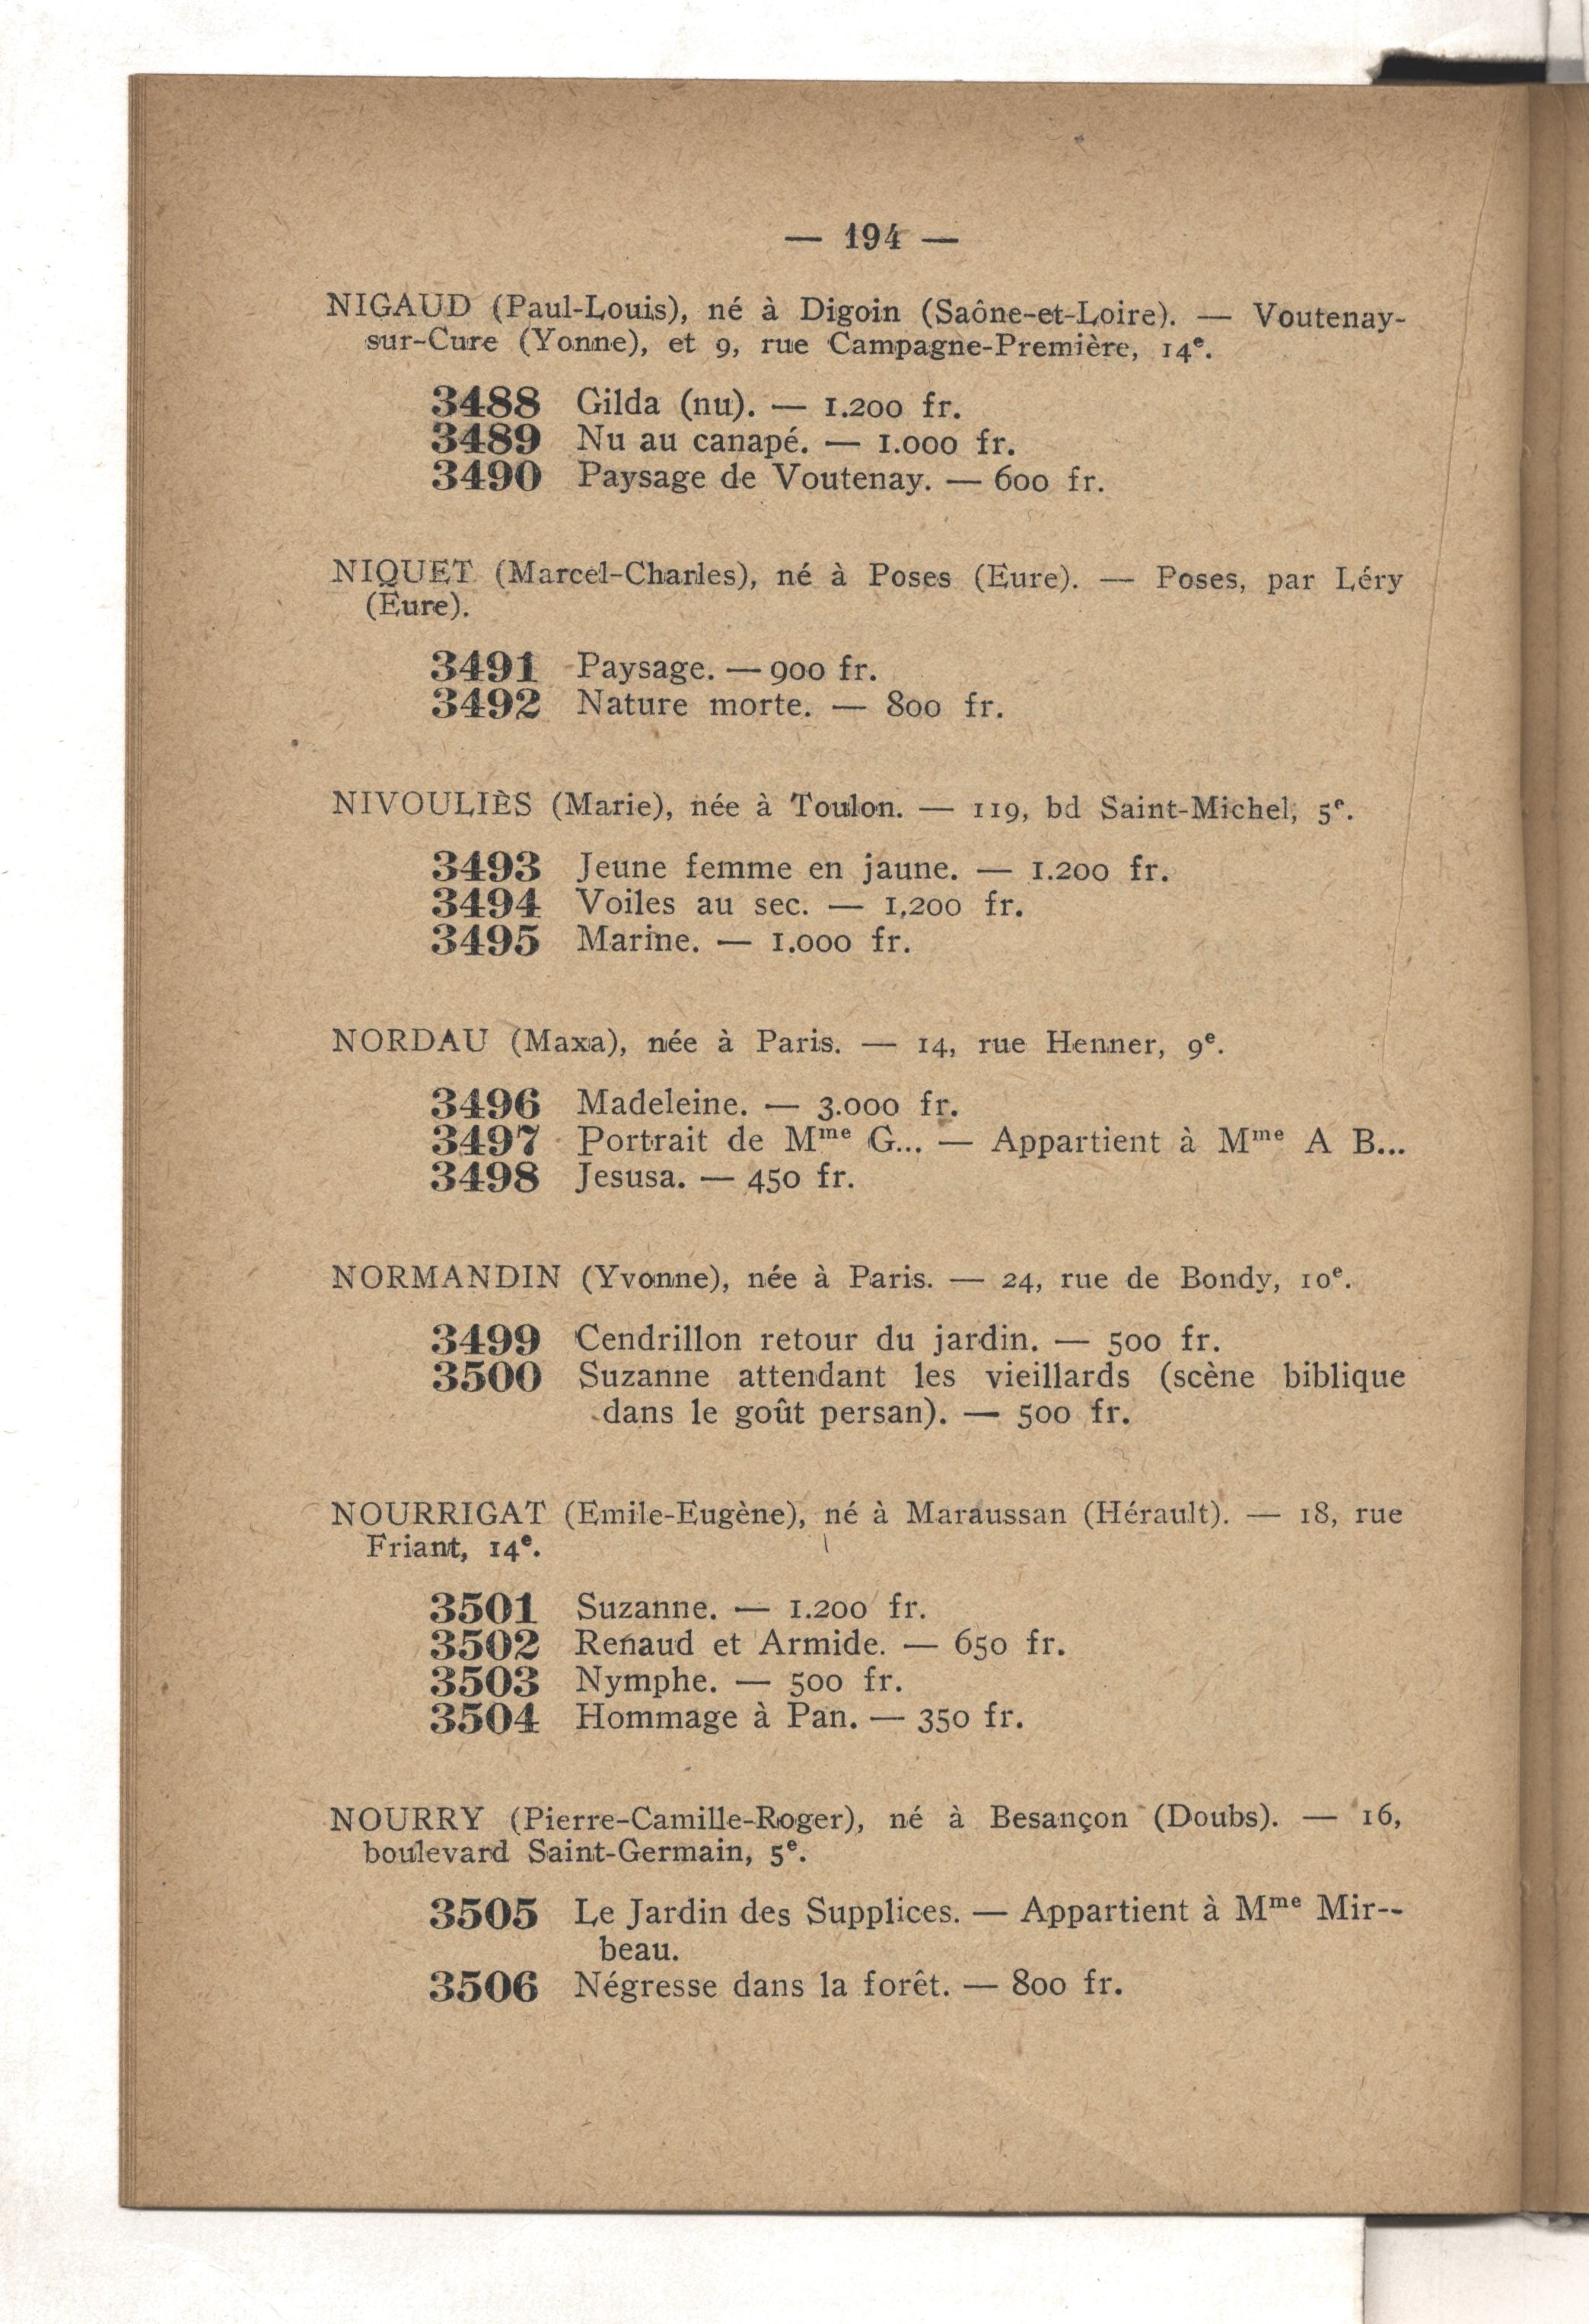 — 194 —
NIGAUD (Paul-Louis), né à Digoin (Saône-et-Loire). — Voutenay-
sur-Cure (Yonne), et 9, rue Campagne-Première, 14ᵉ.
3488 Gilda (nu). — 1.200 fr.
3489 Nu au canapé. — 1.000 fr.
3490 Paysage de Voutenay. — 600 fr.
NIQUET (Marcel-Charles), né à Poses (Eure). — Poses, par Léry
(Eure).
3491 Paysage. — 900 fr.
3492 Nature morte. — 800 fr.
NIVOULIÈS (Marie), née à Toulon. — 119, bd Saint-Michel, 5ᵉ.
3493 Jeune femme en jaune. — 1.200 fr.
3494 Voiles au sec. — 1,200 fr.
3495 Marine. — 1.000 fr.
NORDAU (Maxa), née à Paris. — 14, rue Henner, 9ᵉ.
3496 Madeleine. — 3.000 fr.
3497 Portrait de Mᵐᵉ G... — Appartient à Mᵐᵉ A B...
3498 Jesusa. — 450 fr.
NORMANDIN (Yvonne), née à Paris. — 24, rue de Bondy, 10ᵉ.
3499 Cendrillon retour du jardin. — 500 fr.
3500 Suzanne attendant les vieillards (scène biblique
dans le goût persan). — 500 fr.
NOURRIGAT (Emile-Eugène), né à Maraussan (Hérault). — 18, rue
Friant, 14ᵉ.
3501 Suzanne. — 1.200 fr.
3502 Renaud et Armide. — 650 fr.
3503 Nymphe. — 500 fr.
3504 Hommage à Pan. — 350 fr.
NOURRY (Pierre-Camille-Roger), né à Besançon (Doubs). — 16,
boulevard Saint-Germain, 5ᵉ.
3505 Le Jardin des Supplices. — Appartient à Mᵐᵉ Mir--
beau.
3506 Négresse dans la forêt. — 800 fr.